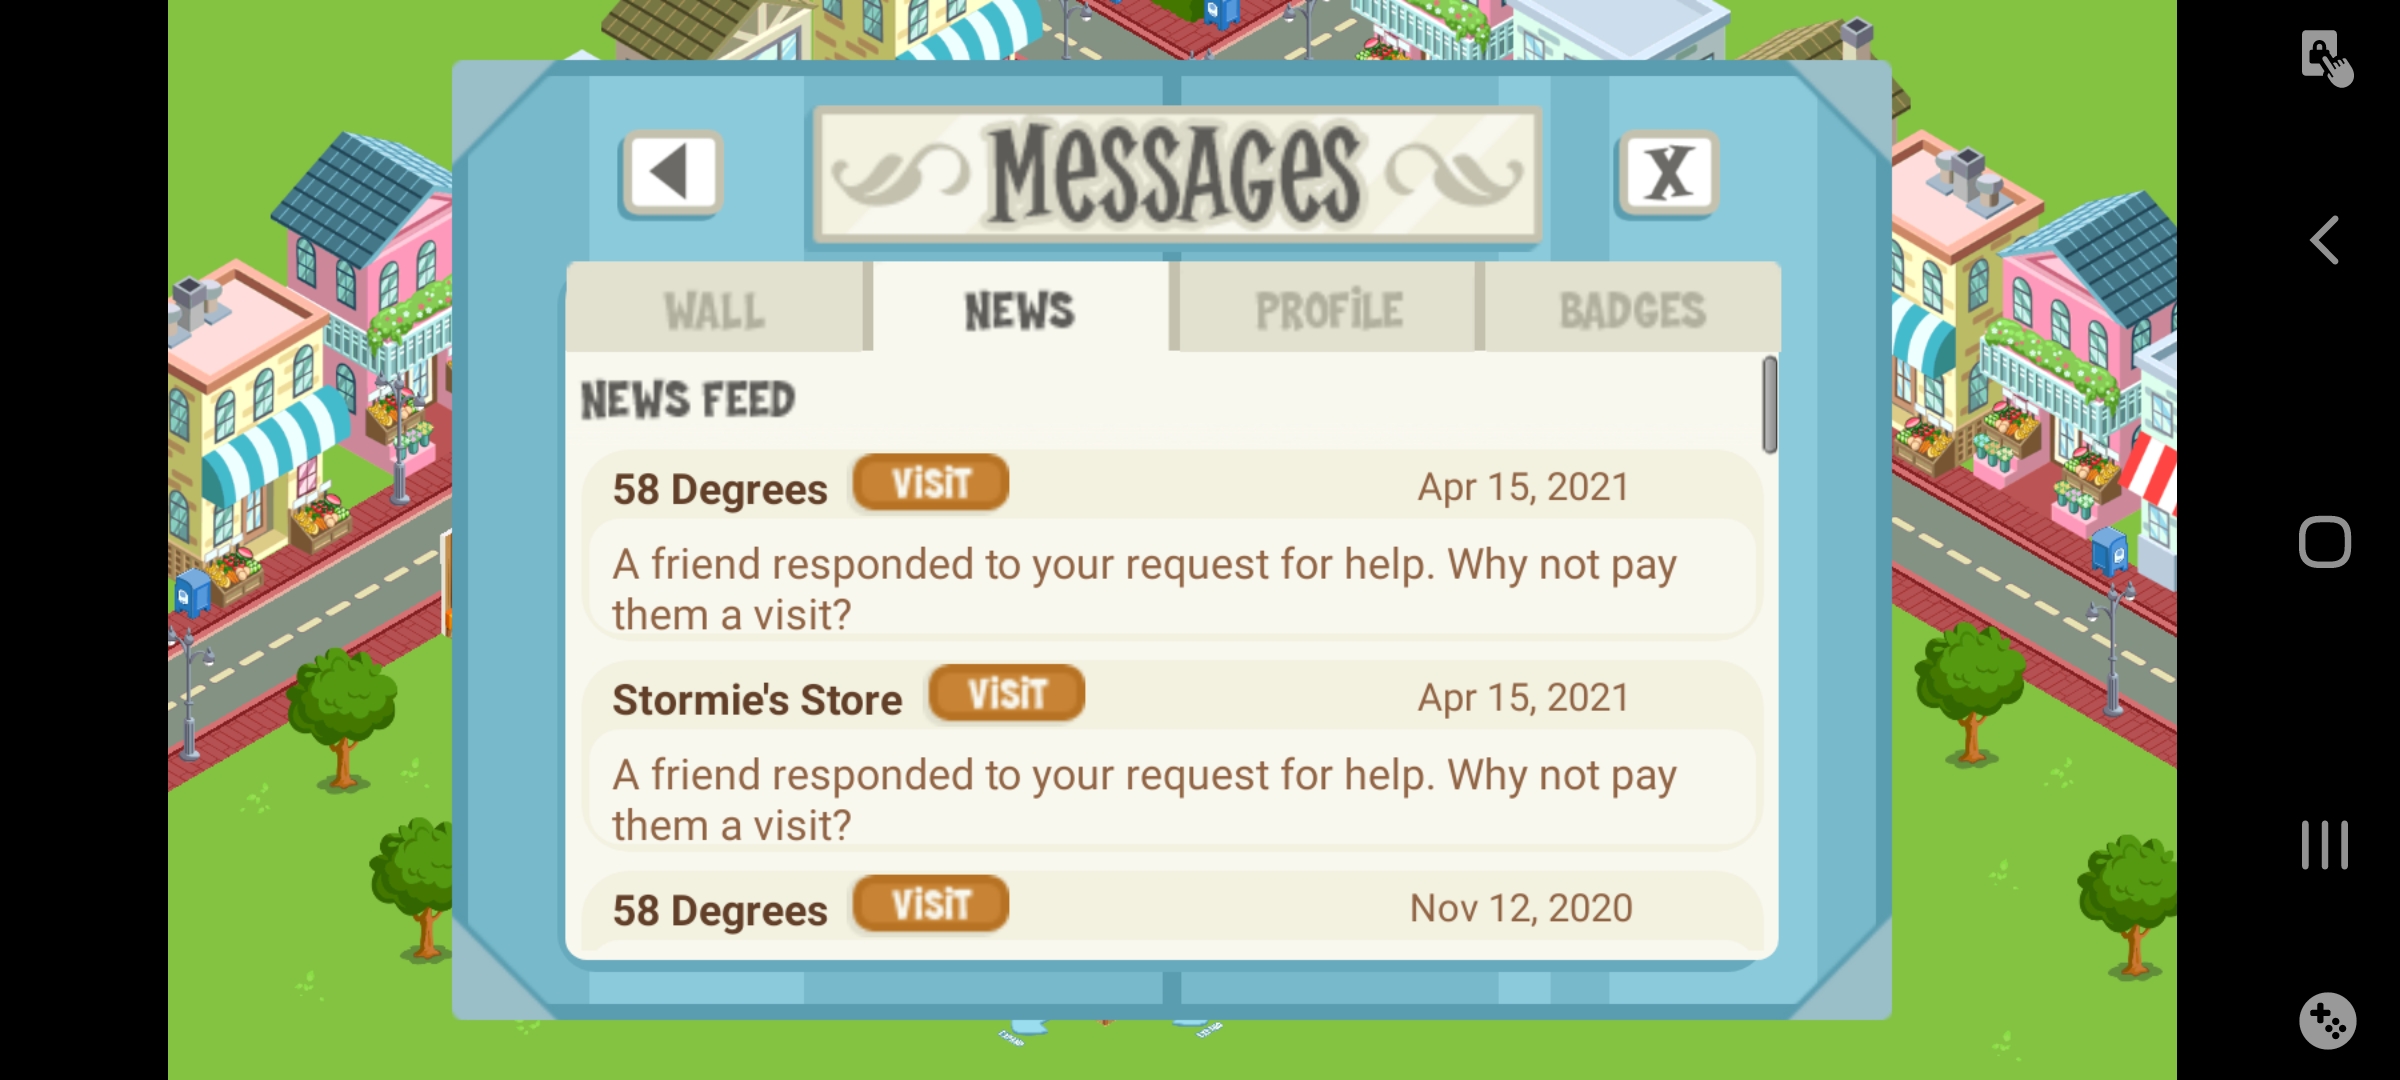 Messages
X
WALL
NEWS
PROFILE
BADGES
NEWS FEED
58 Degrees VISIT Apr 15, 2021
A friend responded to your request for help. Why not pay
them a visit?
Stormie's Store VISIT Apr 15, 2021
A friend responded to your request for help. Why not pay
them a visit?
58 Degrees VISIT Nov 12, 2020